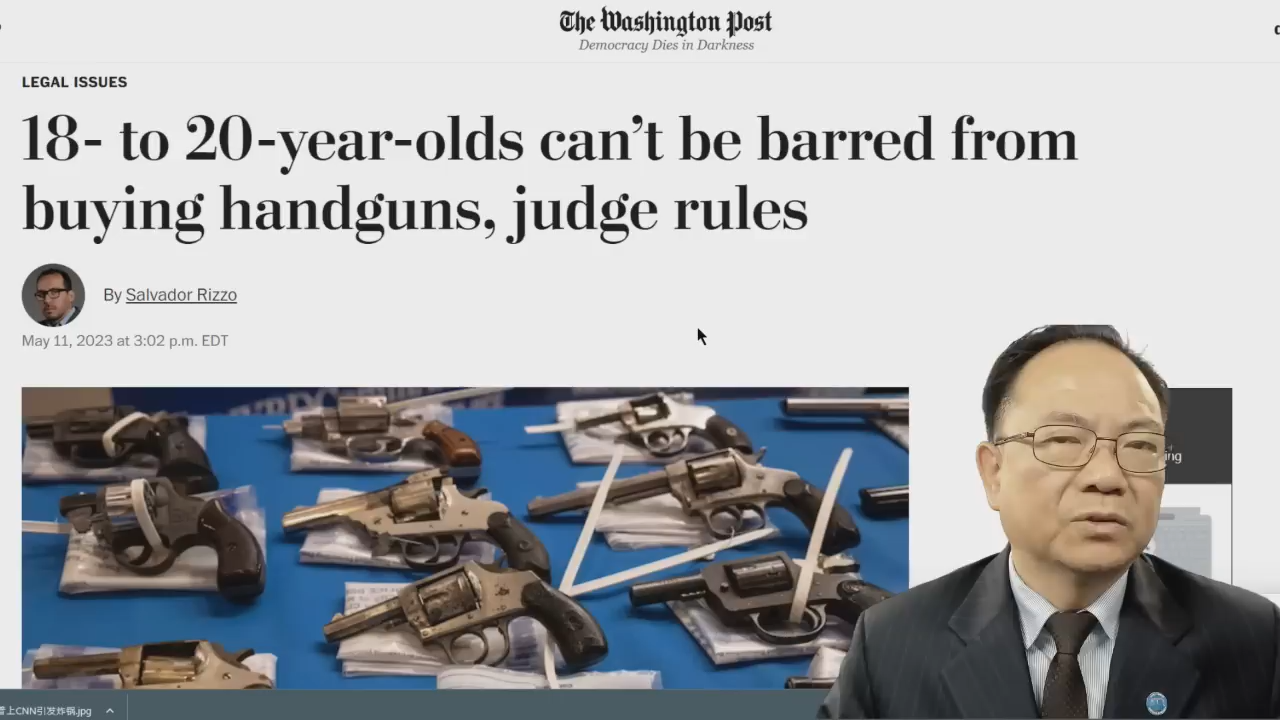 The Washington Post
Democracy Dies in Darkness
LEGAL ISSUES
18- to 20-year-olds can't be barred from
buying handguns, judge rules
By Salvador Rizzo
May 11, 2023 at 3:02 p.m. EDT
ing
上CNN引发炸锅.jpg